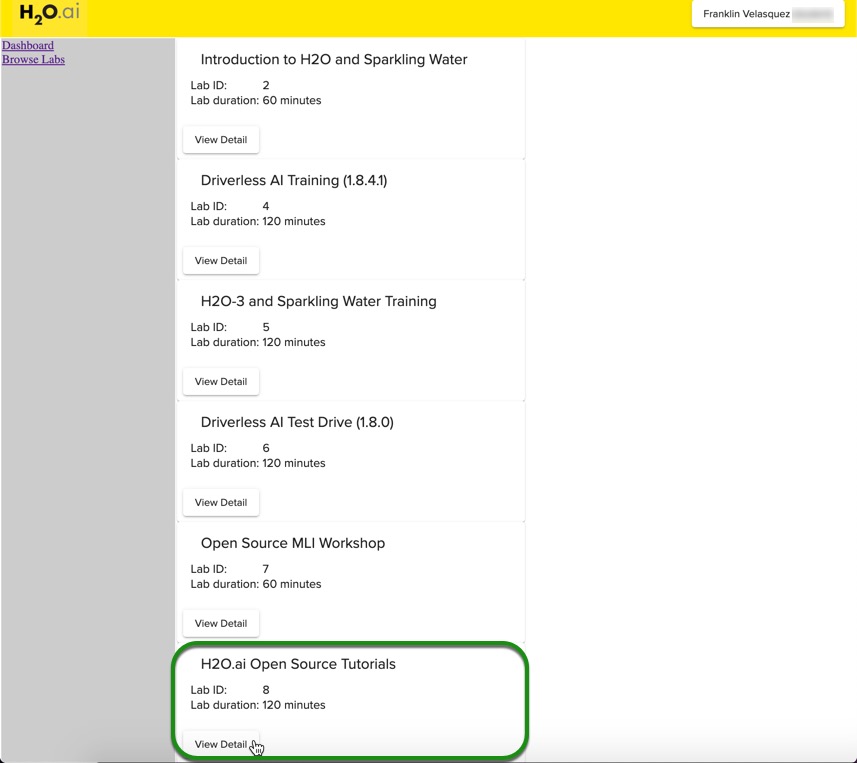 H2O.ai
Franklin Velasquez
Dashboard
Browse Labs
Introduction to H2O and Sparkling Water
Lab ID: 2
Lab duration: 60 minutes
View Detail
Driverless AI Training (1.8.4.1)
Lab ID: 4
Lab duration: 120 minutes
View Detail
H2O-3 and Sparkling Water Training
Lab ID: 5
Lab duration: 120 minutes
View Detail
Driverless AI Test Drive (1.8.0)
Lab ID: 6
Lab duration: 120 minutes
View Detail
Open Source MLI Workshop
Lab ID: 7
Lab duration: 60 minutes
View Detail
H2O.ai Open Source Tutorials
Lab ID: 8
Lab duration: 120 minutes
View Detail